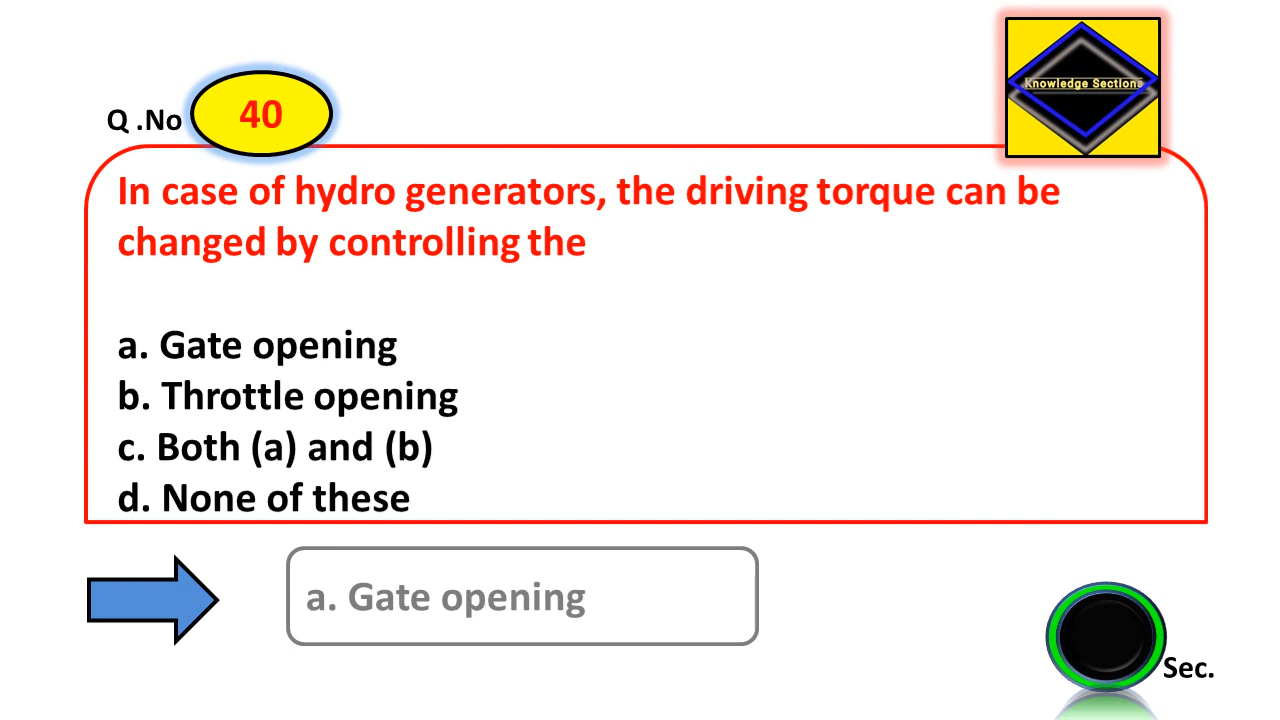 Knowledge Sections
Q .No 40
In case of hydro generators, the driving torque can be
changed by controlling the
a. Gate opening
b. Throttle opening
c. Both (a) and (b)
d. None of these
a. Gate opening
Sec.